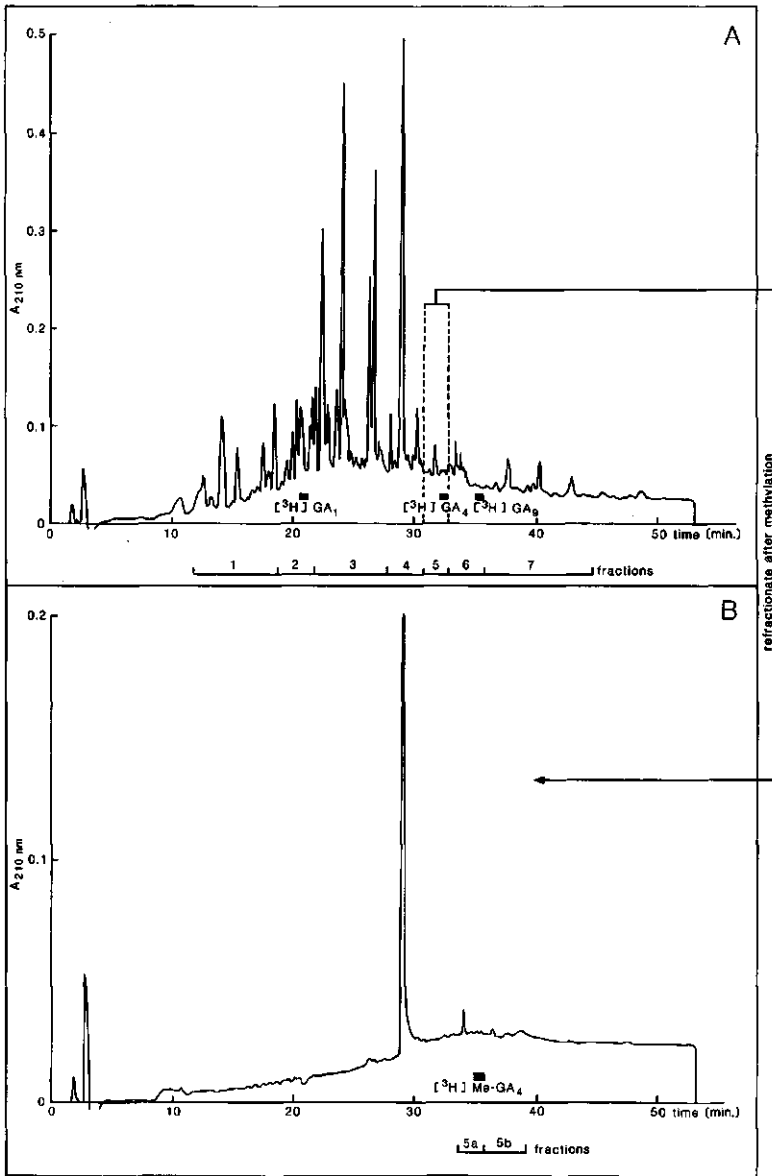 A
0.5
0.4
0.3
0.2
0.1
0
A210 nm
[³H] GA₁
[³H] GA₄
[³H] GA₉
10 20 30 40 50 time (min.)
1 2 3 4 5 6 7 fractions
refractionate after methylation
B
0.2
0.1
0
A210 nm
[³H] Me-GA₄
10 20 30 40 50 time (min.)
5a 5b fractions